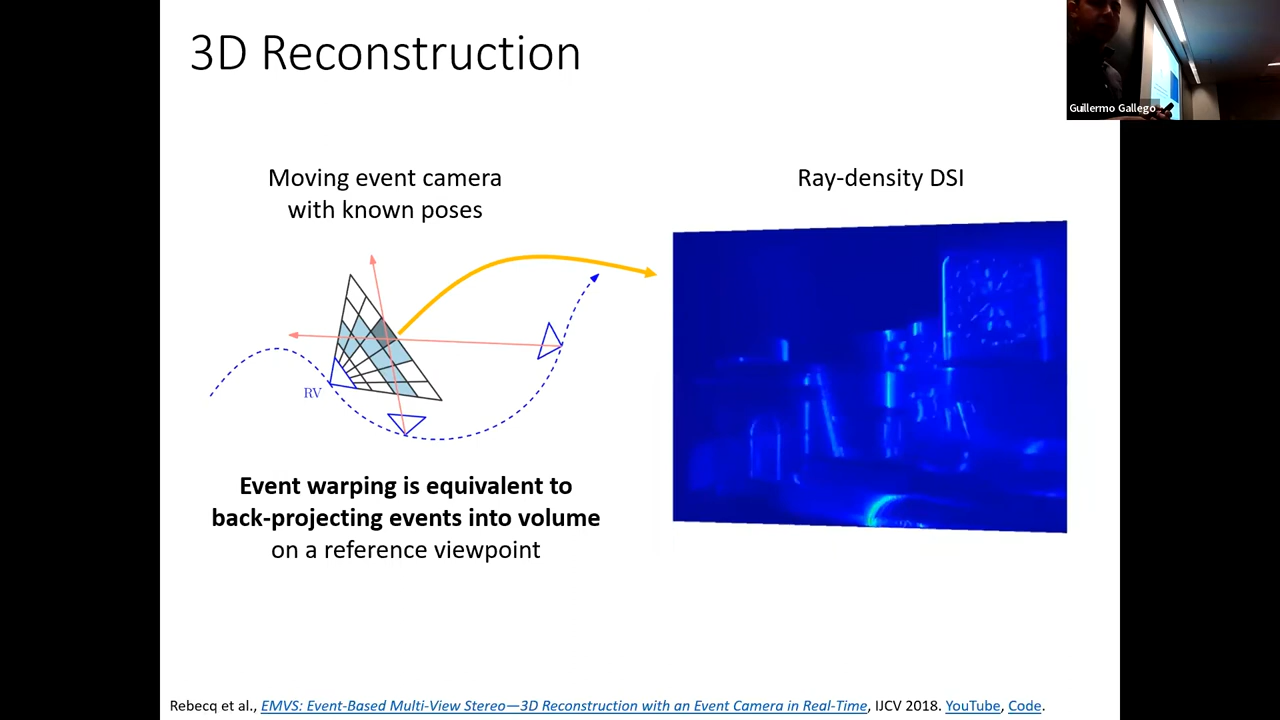 3D Reconstruction
Guillermo Gallego
Moving event camera
with known poses
Ray-density DSI
RV
Event warping is equivalent to
back-projecting events into volume
on a reference viewpoint
Rebecq et al., EMVS: Event-Based Multi-View Stereo—3D Reconstruction with an Event Camera in Real-Time, IJCV 2018. YouTube, Code.